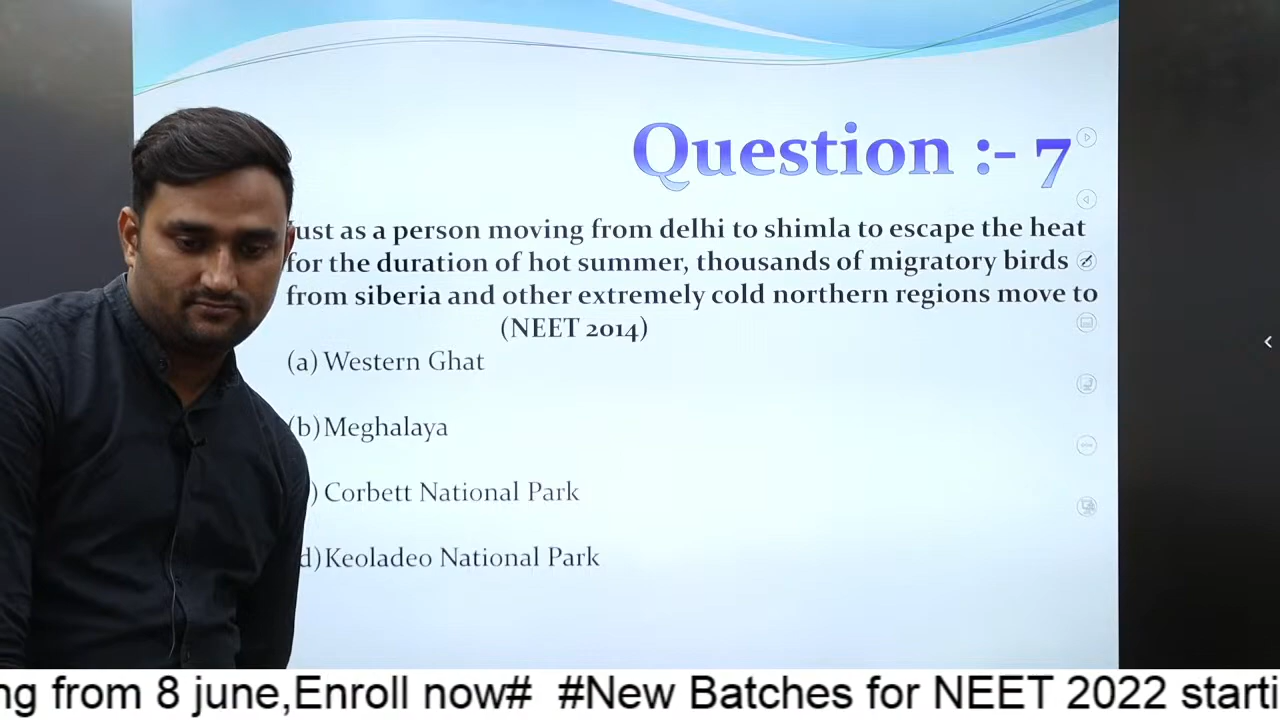 Question :- 7
Just as a person moving from delhi to shimla to escape the heat
for the duration of hot summer, thousands of migratory birds
from siberia and other extremely cold northern regions move to
(NEET 2014)
(a) Western Ghat
(b) Meghalaya
) Corbett National Park
d) Keoladeo National Park
ng from 8 june,Enroll now# #New Batches for NEET 2022 starti